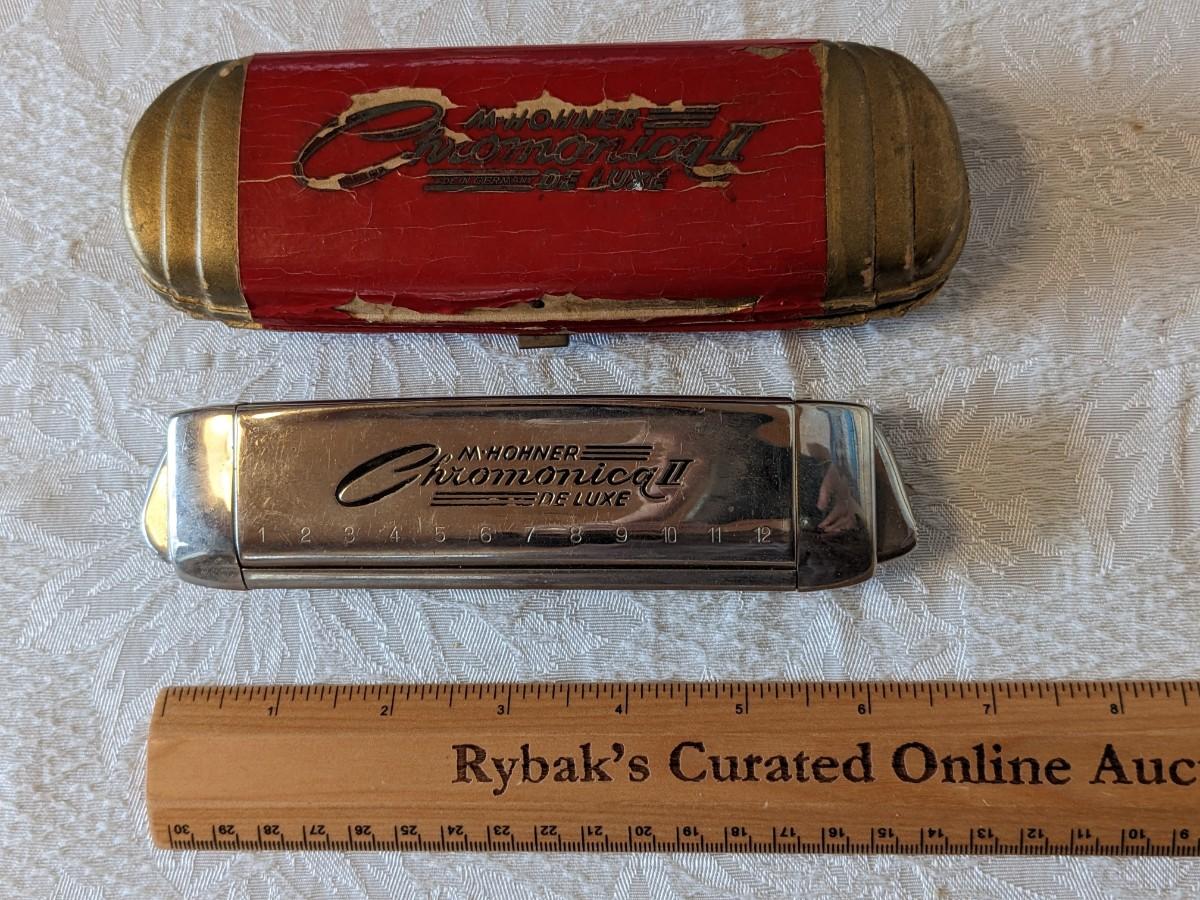 M·HOHNER
Chromonica II
MADE IN GERMANY DE LUXE
M·HOHNER
Chromonica II
DE LUXE
1 2 3 4 5 6 7 8 9 10 11 12
1 2 3 4 5 6 7 8
Rybak's Curated Online Auct
30 29 28 27 26 25 24 23 22 21 20 19 18 17 16 15 14 13 12 11 10 9